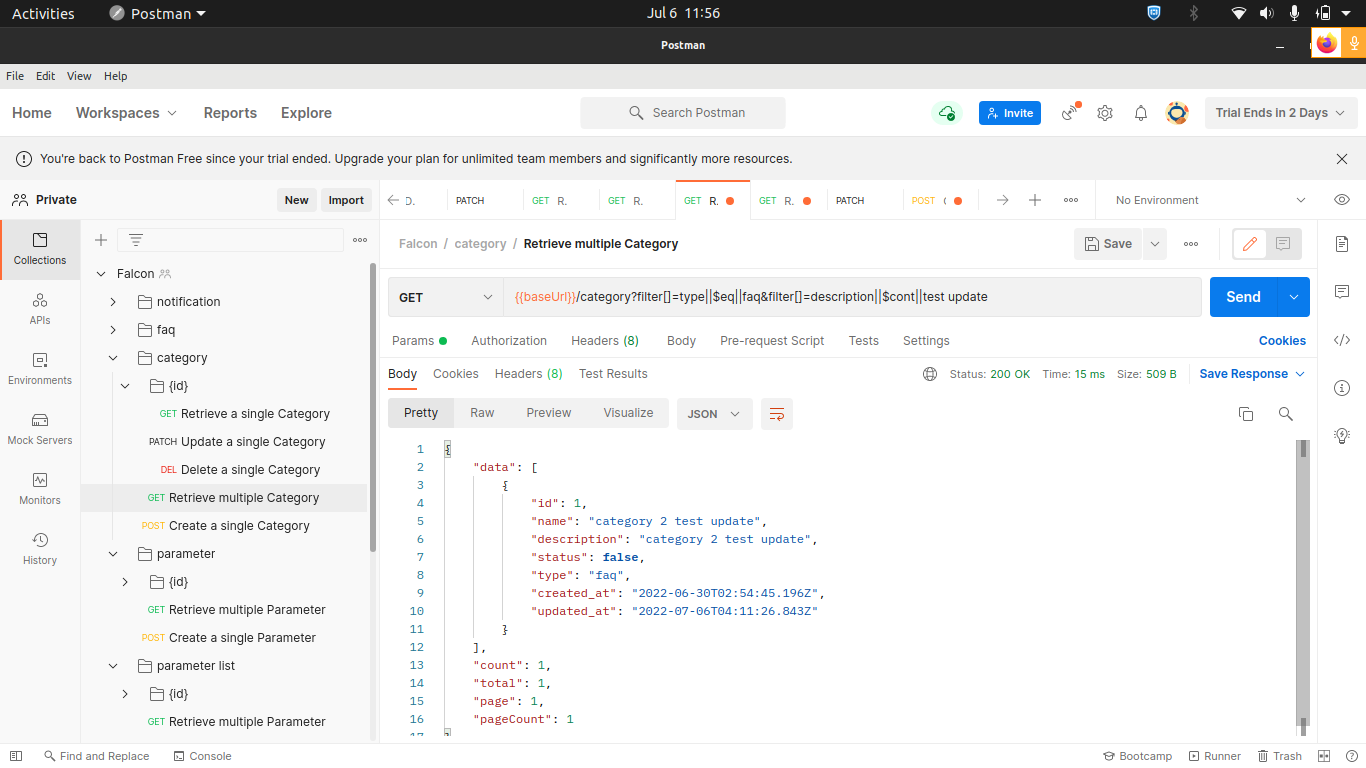 Activities Postman Jul 6 11:56
Postman
File Edit View Help
Home Workspaces Reports Explore Search Postman Invite Trial Ends in 2 Days
You're back to Postman Free since your trial ended. Upgrade your plan for unlimited team members and significantly more resources.
Private New Import
D. PATCH GET R. GET R. GET R. GET R. PATCH POST No Environment
Collections
APIs
Environments
Mock Servers
Monitors
History
Falcon
notification
faq
category
{id}
GET Retrieve a single Category
PATCH Update a single Category
DEL Delete a single Category
GET Retrieve multiple Category
POST Create a single Category
parameter
{id}
GET Retrieve multiple Parameter
POST Create a single Parameter
parameter list
{id}
GET Retrieve multiple Parameter
Falcon / category / Retrieve multiple Category Save
GET {{baseUrl}}/category?filter[]=type||$eq||faq&filter[]=description||$cont||test update Send
Params Authorization Headers (8) Body Pre-request Script Tests Settings Cookies
Body Cookies Headers (8) Test Results Status: 200 OK Time: 15 ms Size: 509 B Save Response
Pretty Raw Preview Visualize JSON
1 {
2 "data": [
3 {
4 "id": 1,
5 "name": "category 2 test update",
6 "description": "category 2 test update",
7 "status": false,
8 "type": "faq",
9 "created_at": "2022-06-30T02:54:45.196Z",
10 "updated_at": "2022-07-06T04:11:26.843Z"
11 }
12 ],
13 "count": 1,
14 "total": 1,
15 "page": 1,
16 "pageCount": 1
17 }
Find and Replace Console Bootcamp Runner Trash